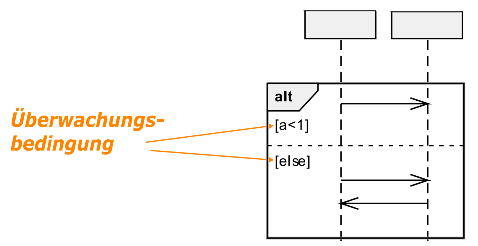 alt
Überwachungs-
bedingung
[a<1]
[else]